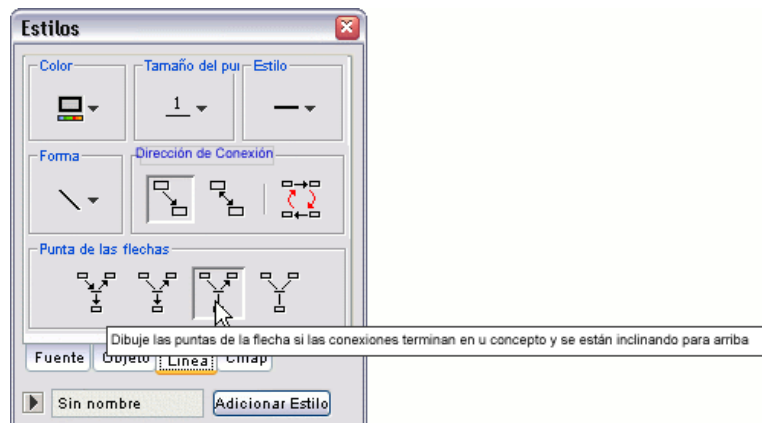 Estilos
Color
Tamaño del pu
Estilo
1
Forma
Dirección de Conexión
Punta de las flechas
Dibuje las puntas de la flecha si las conexiones terminan en u concepto y se están inclinando para arriba
Fuente
Objeto
Línea
Cmap
Sin nombre
Adicionar Estilo